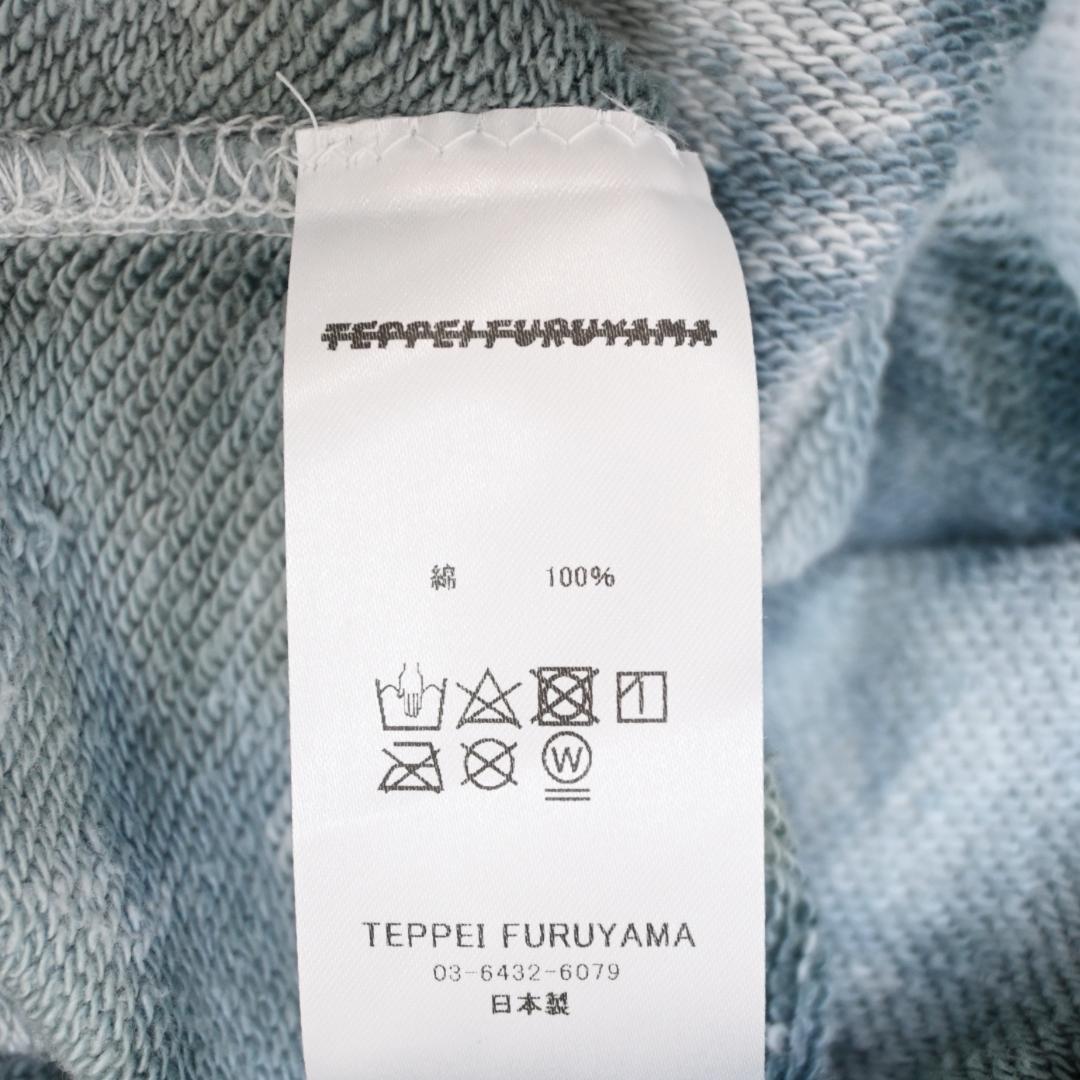 TEPPEI FURUYAMA
綿 100%
W
TEPPEI FURUYAMA
03-6432-6079
日本製